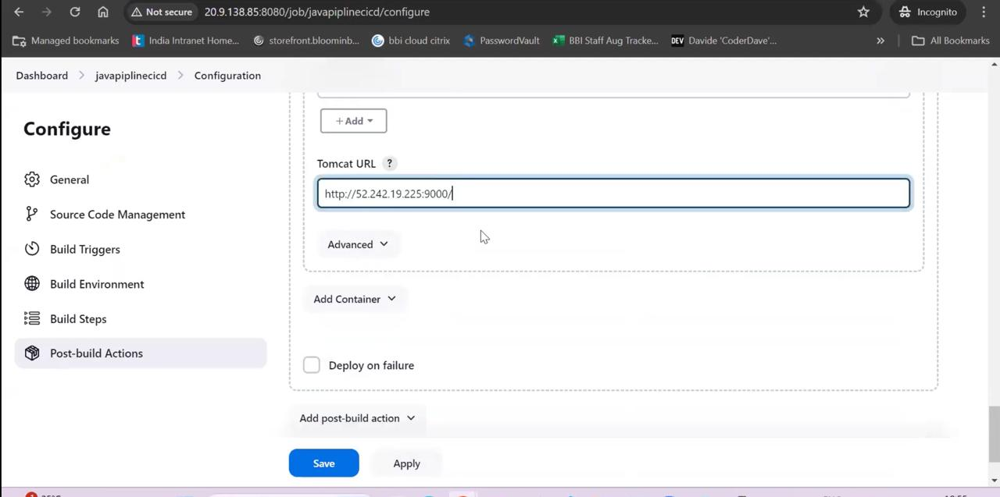 Not secure 20.9.138.85:8080/job/javapiplinecicd/configure Incognito
Managed bookmarks India Intranet Home... storefront.bloominb... bbi cloud citrix PasswordVault BBI Staff Aug Tracke... DEV Davide 'CoderDave'... » All Bookmarks
Dashboard > javapiplinecicd > Configuration
Configure
General
Source Code Management
Build Triggers
Build Environment
Build Steps
Post-build Actions
+ Add
Tomcat URL ?
http://52.242.19.225:9000/
Advanced
Add Container
Deploy on failure
Add post-build action
Save Apply